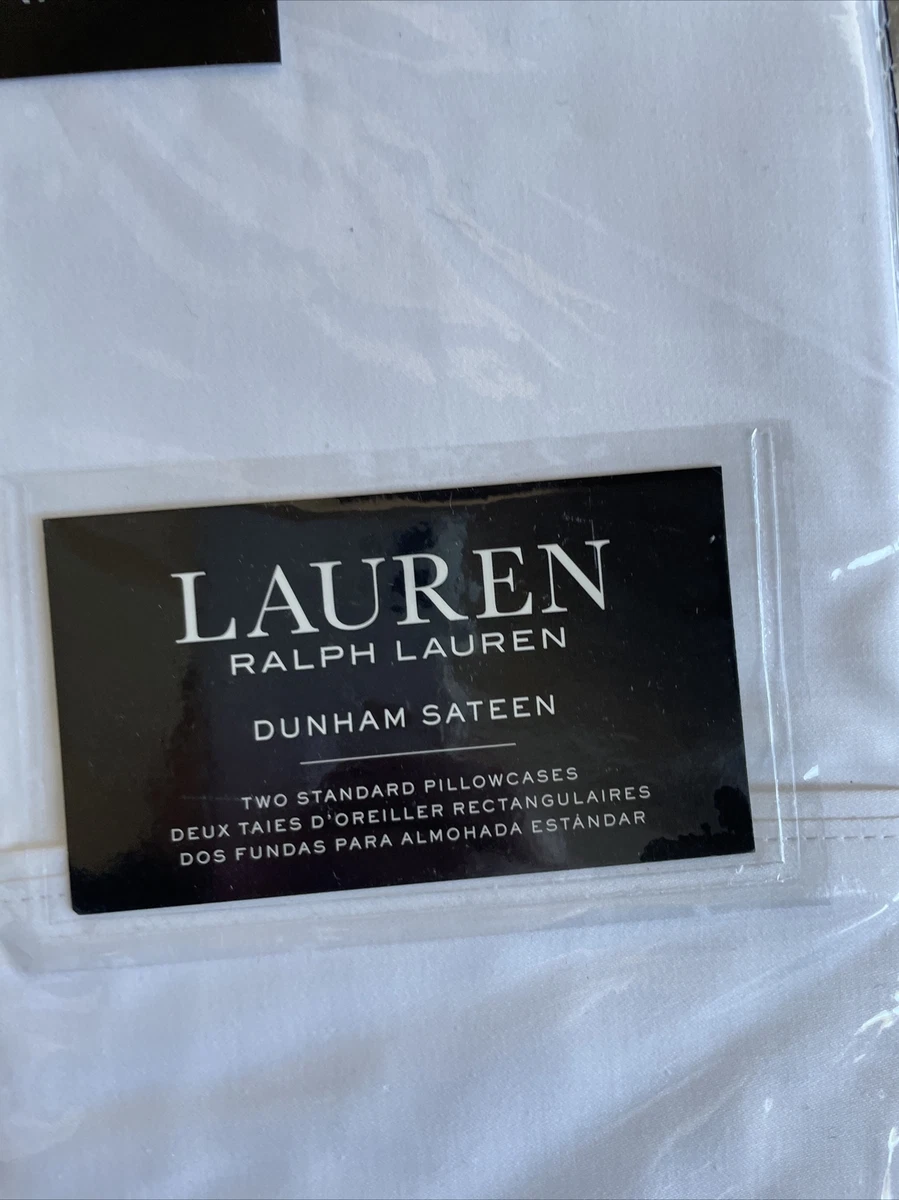 LAUREN
RALPH LAUREN
DUNHAM SATEEN
TWO STANDARD PILLOWCASES
DEUX TAIES D'OREILLER RECTANGULAIRES
DOS FUNDAS PARA ALMOHADA ESTÁNDAR